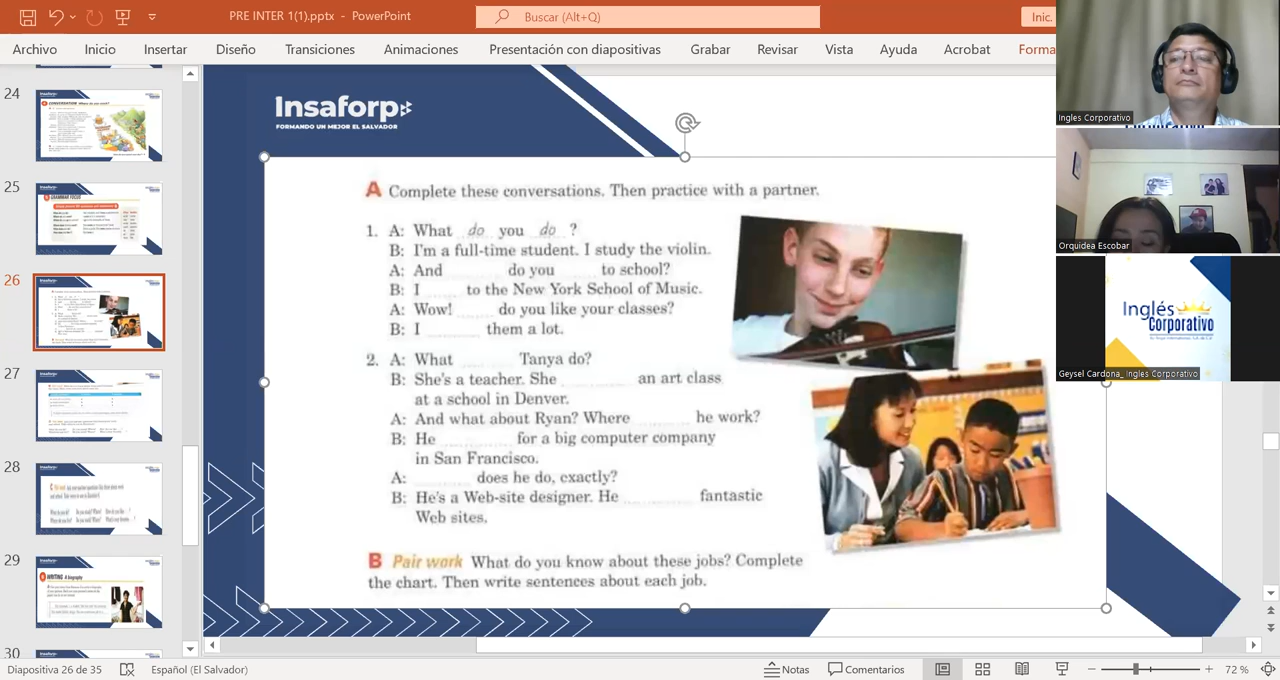 PRE INTER 1(1).pptx - PowerPoint
Buscar (Alt+Q)
Inic.
Archivo Inicio Insertar Diseño Transiciones Animaciones Presentación con diapositivas Grabar Revisar Vista Ayuda Acrobat Forma
24
25
26
27
28
29
30
Insaforp
FORMANDO UN MEJOR EL SALVADOR
A Complete these conversations. Then practice with a partner.
1. A: What do you do ?
B: I'm a full-time student. I study the violin.
A: And ........ do you ........ to school?
B: I ........ to the New York School of Music.
A: Wow! ........ do you like your classes?
B: I ........ them a lot.
2. A: What ........ Tanya do?
B: She's a teacher. She ........ an art class
at a school in Denver.
A: And what about Ryan? Where ........ he work?
B: He ........ for a big computer company
in San Francisco.
A: ........ does he do, exactly?
B: He's a Web-site designer. He ........ fantastic
Web sites.
B Pair work What do you know about these jobs? Complete
the chart. Then write sentences about each job.
Ingles Corporativo
Orquidea Escobar
Inglés
Corporativo
Geysel Cardona_ Ingles Corporativo
Diapositiva 26 de 35
Español (El Salvador)
Notas
Comentarios
72 %